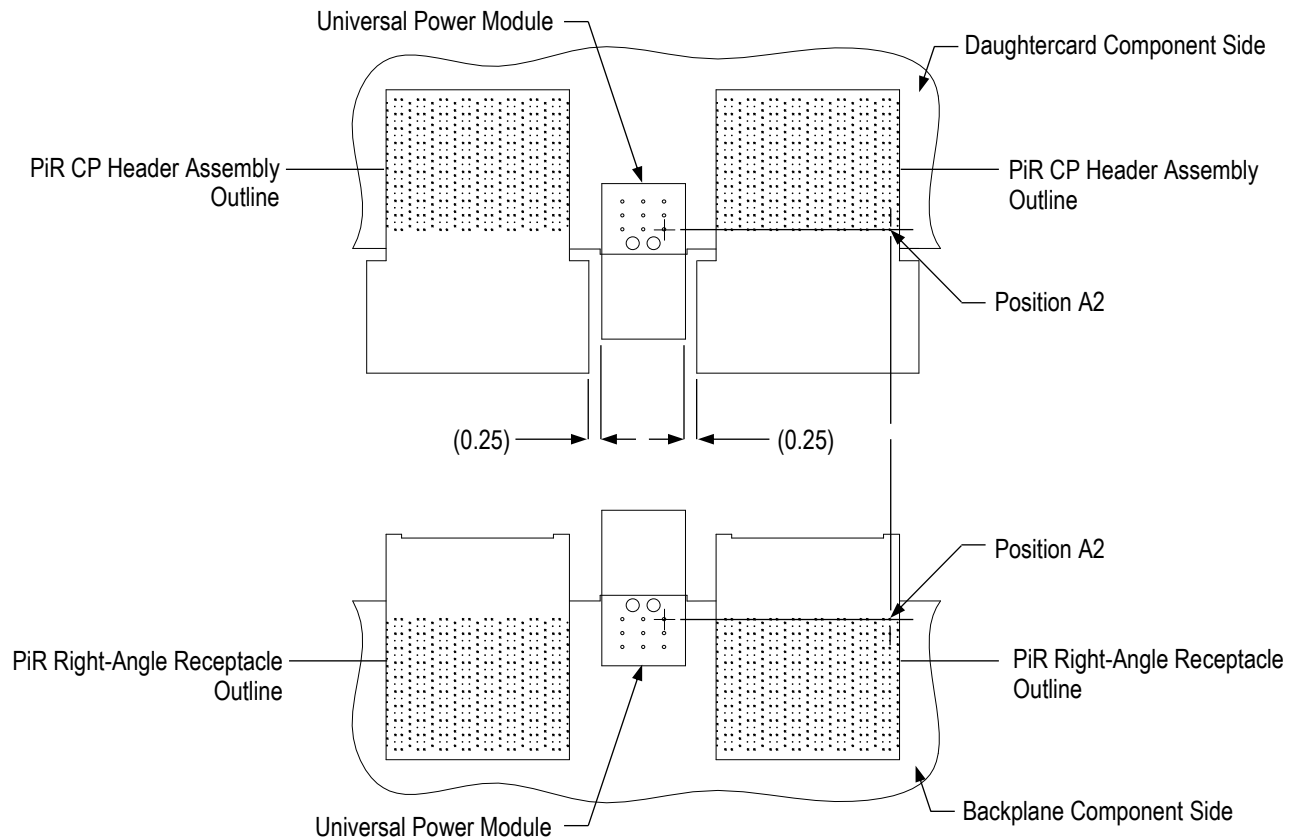 Universal Power Module
Daughtercard Component Side
PiR CP Header Assembly
Outline
PiR CP Header Assembly
Outline
Position A2
(0.25)
(0.25)
Position A2
PiR Right-Angle Receptacle
Outline
PiR Right-Angle Receptacle
Outline
Backplane Component Side
Universal Power Module